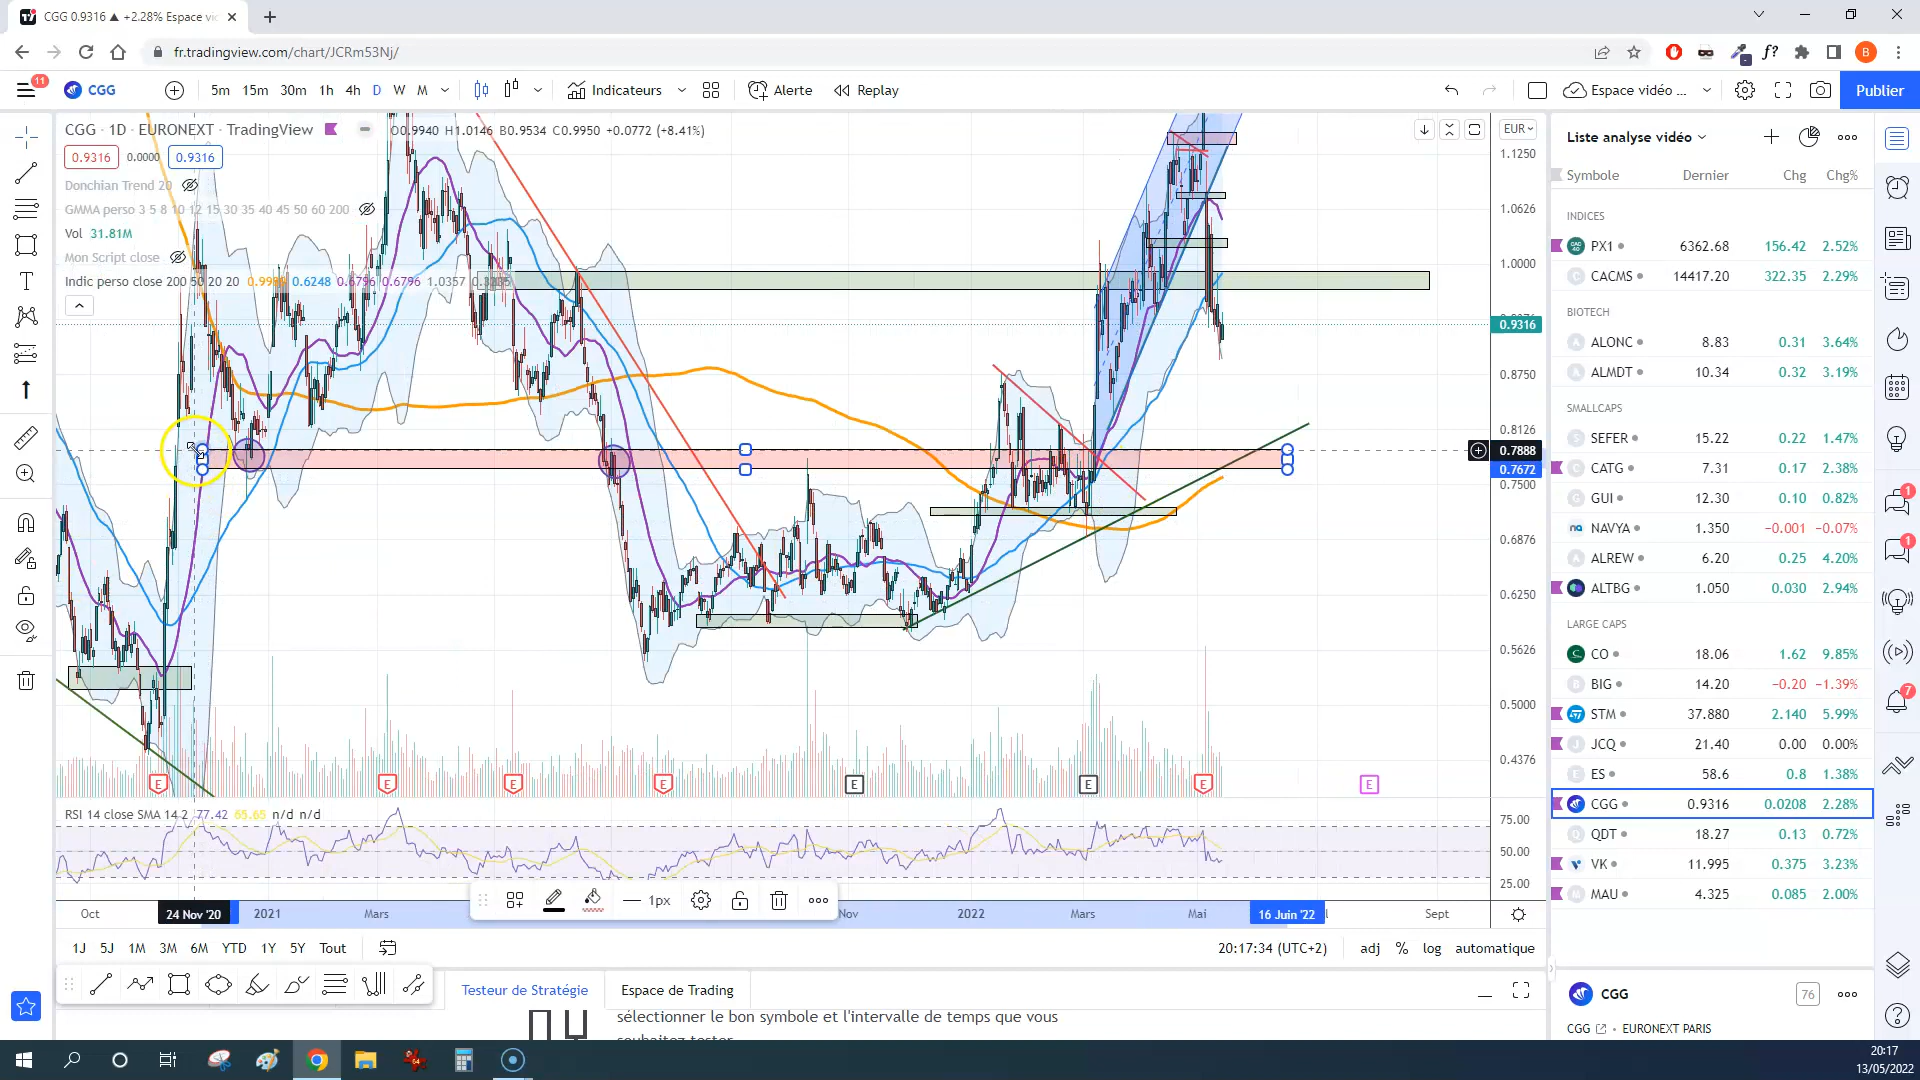 CGG 0.9316 ▲ +2.28% Espace vi
fr.tradingview.com/chart/JCRm53Nj/
f?
B
11
CGG
5m
15m
30m
1h
4h
D
W
M
Indicateurs
Alerte
Replay
Espace vidéo ...
Publier
CGG · 1D · EURONEXT · TradingView
O0.9940 H1.0146 B0.9534 C0.9950 +0.0772 (+8.41%)
0.9316
0.0000
0.9316
Donchian Trend 20
GMMA perso 3 5 8 10 12 15 30 35 40 45 50 60 200
Vol 31.81M
Mon Script close
Indic perso close 200 50 20 20 0.6248 0.6796 0.6796 1.0357
EUR
1.1250
1.0626
1.0000
0.9316
0.8750
0.8126
0.7888
0.7672
0.7500
0.6876
0.6250
0.5626
0.5000
0.4376
E
E
E
E
E
E
E
E
RSI 14 close SMA 14 2 77.42 65.65 n/d n/d
75.00
50.00
25.00
1px
Oct
24 Nov '20
2021
Mars
Nov
2022
Mars
Mai
16 Juin '22
Sept
1J
5J
1M
3M
6M
YTD
1Y
5Y
Tout
20:17:34 (UTC+2)
adj
%
log
automatique
Testeur de Stratégie
Espace de Trading
sélectionner le bon symbole et l'intervalle de temps que vous
Liste analyse vidéo
Symbole Dernier Chg Chg%
INDICES
PX1 6362.68 156.42 2.52%
CACMS 14417.20 322.35 2.29%
BIOTECH
ALONC 8.83 0.31 3.64%
ALMDT 10.34 0.32 3.19%
SMALLCAPS
SEFER 15.22 0.22 1.47%
CATG 7.31 0.17 2.38%
GUI 12.30 0.10 0.82%
NAVYA 1.350 −0.001 −0.07%
ALREW 6.20 0.25 4.20%
ALTBG 1.050 0.030 2.94%
LARGE CAPS
CO 18.06 1.62 9.85%
BIG 14.20 −0.20 −1.39%
STM 37.880 2.140 5.99%
JCQ 21.40 0.00 0.00%
ES 58.6 0.8 1.38%
CGG 0.9316 0.0208 2.28%
QDT 18.27 0.13 0.72%
VK 11.995 0.375 3.23%
MAU 4.325 0.085 2.00%
CGG
76
CGG
EURONEXT PARIS
1
1
7
20:17
13/05/2022